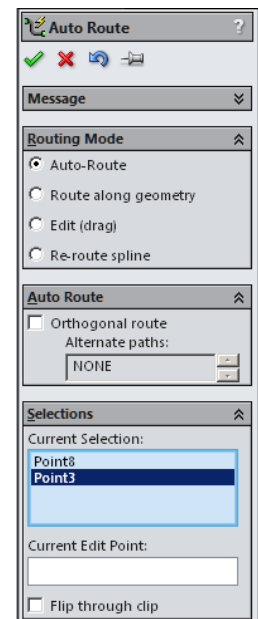 Auto Route ?
Message
Routing Mode
Auto-Route
Route along geometry
Edit (drag)
Re-route spline
Auto Route
Orthogonal route
Alternate paths:
NONE
Selections
Current Selection:
Point8
Point3
Current Edit Point:
Flip through clip